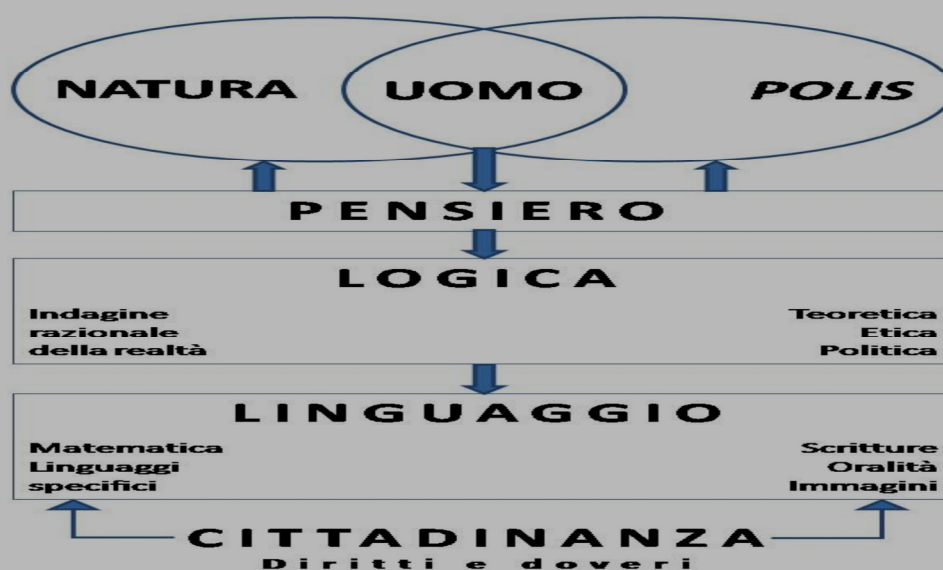 NATURA UOMO POLIS
PENSIERO
LOGICA
Indagine
razionale
della realtà
Teoretica
Etica
Politica
LINGUAGGIO
Matematica
Linguaggi
specifici
Scritture
Oralità
Immagini
CITTADINANZA
Diritti e doveri